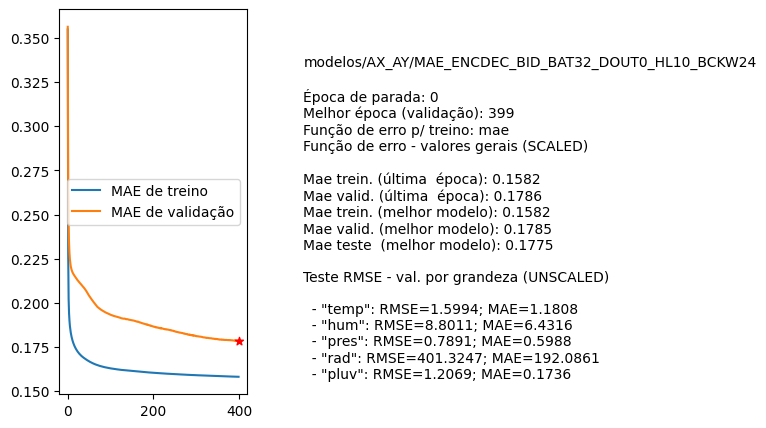 0.350
0.325
0.300
0.275
0.250
0.225
0.200
0.175
0.150
0
200
400
MAE de treino
MAE de validação
modelos/AX_AY/MAE_ENCDEC_BID_BAT32_DOUT0_HL10_BCKW24
Época de parada: 0
Melhor época (validação): 399
Função de erro p/ treino: mae
Função de erro - valores gerais (SCALED)
Mae trein. (última  época): 0.1582
Mae valid. (última  época): 0.1786
Mae trein. (melhor modelo): 0.1582
Mae valid. (melhor modelo): 0.1785
Mae teste  (melhor modelo): 0.1775
Teste RMSE - val. por grandeza (UNSCALED)
- "temp": RMSE=1.5994; MAE=1.1808
- "hum": RMSE=8.8011; MAE=6.4316
- "pres": RMSE=0.7891; MAE=0.5988
- "rad": RMSE=401.3247; MAE=192.0861
- "pluv": RMSE=1.2069; MAE=0.1736